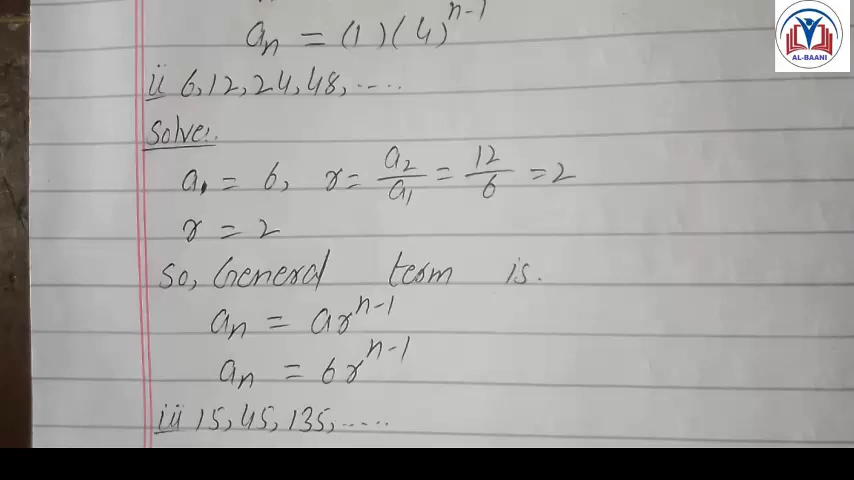 aₙ = (1)(4)ⁿ⁻¹
ii 6,12,24,48,....
Solve:.
a₁ = 6, r = a₂/a₁ = 12/6 = 2
r = 2
So, General term is.
aₙ = arⁿ⁻¹
aₙ = 6rⁿ⁻¹
iii 15,45,135,.....
AL-BAANI